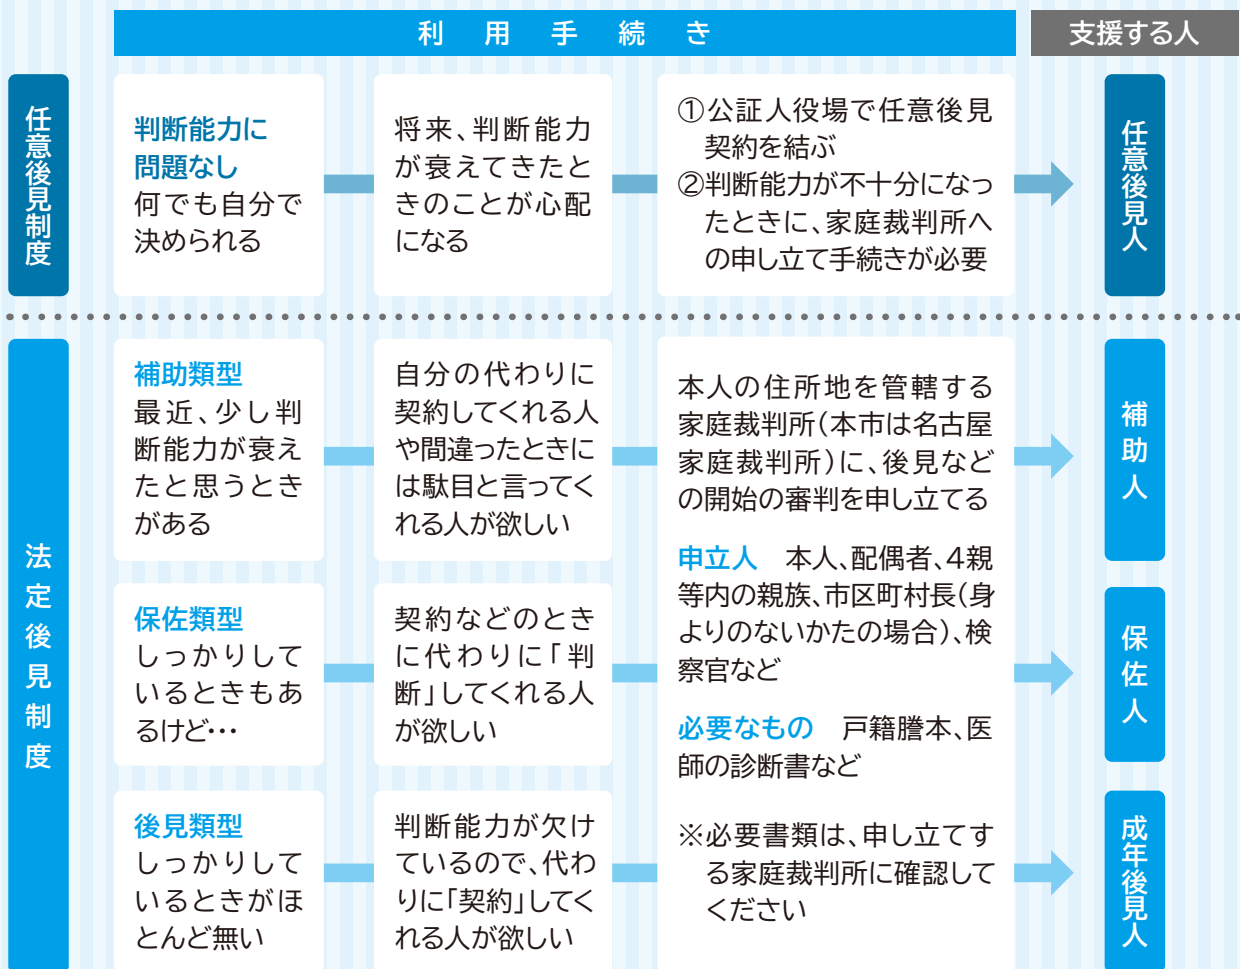 利用手続き
支援する人
任意後見制度
判断能力に
問題なし
何でも自分で
決められる
将来、判断能力
が衰えてきたと
きのことが心配
になる
①公証人役場で任意後見
契約を結ぶ
②判断能力が不十分になっ
たときに、家庭裁判所へ
の申し立て手続きが必要
任意後見人
法定後見制度
補助類型
最近、少し判
断能力が衰え
たと思うとき
がある
自分の代わりに
契約してくれる人
や間違ったときに
は駄目と言ってく
れる人が欲しい
保佐類型
しっかりして
いるときもあ
るけど…
契約などのとき
に代わりに「判
断」してくれる人
が欲しい
後見類型
しっかりして
いるときがほ
とんど無い
判断能力が欠け
ているので、代わ
りに「契約」してく
れる人が欲しい
本人の住所地を管轄する
家庭裁判所(本市は名古屋
家庭裁判所)に、後見など
の開始の審判を申し立てる
申立人　本人、配偶者、4親
等内の親族、市区町村長(身
よりのないかたの場合)、検
察官など
必要なもの　戸籍謄本、医
師の診断書など
※必要書類は、申し立てす
る家庭裁判所に確認して
ください
補助人
保佐人
成年後見人